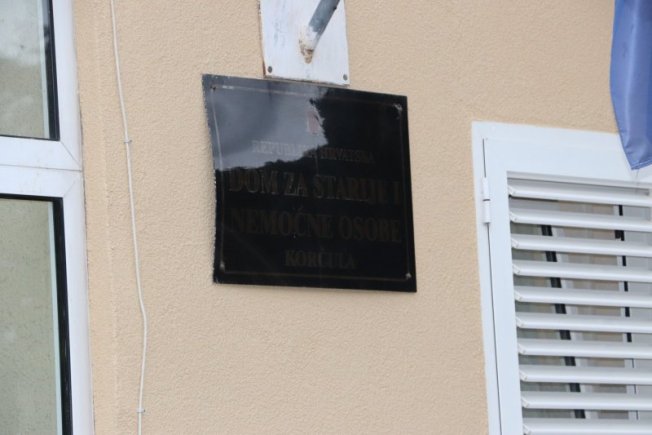 REPUBLIKA HRVATSKA
DOM ZA STARIJE I
NEMOĆNE OSOBE
KORČULA